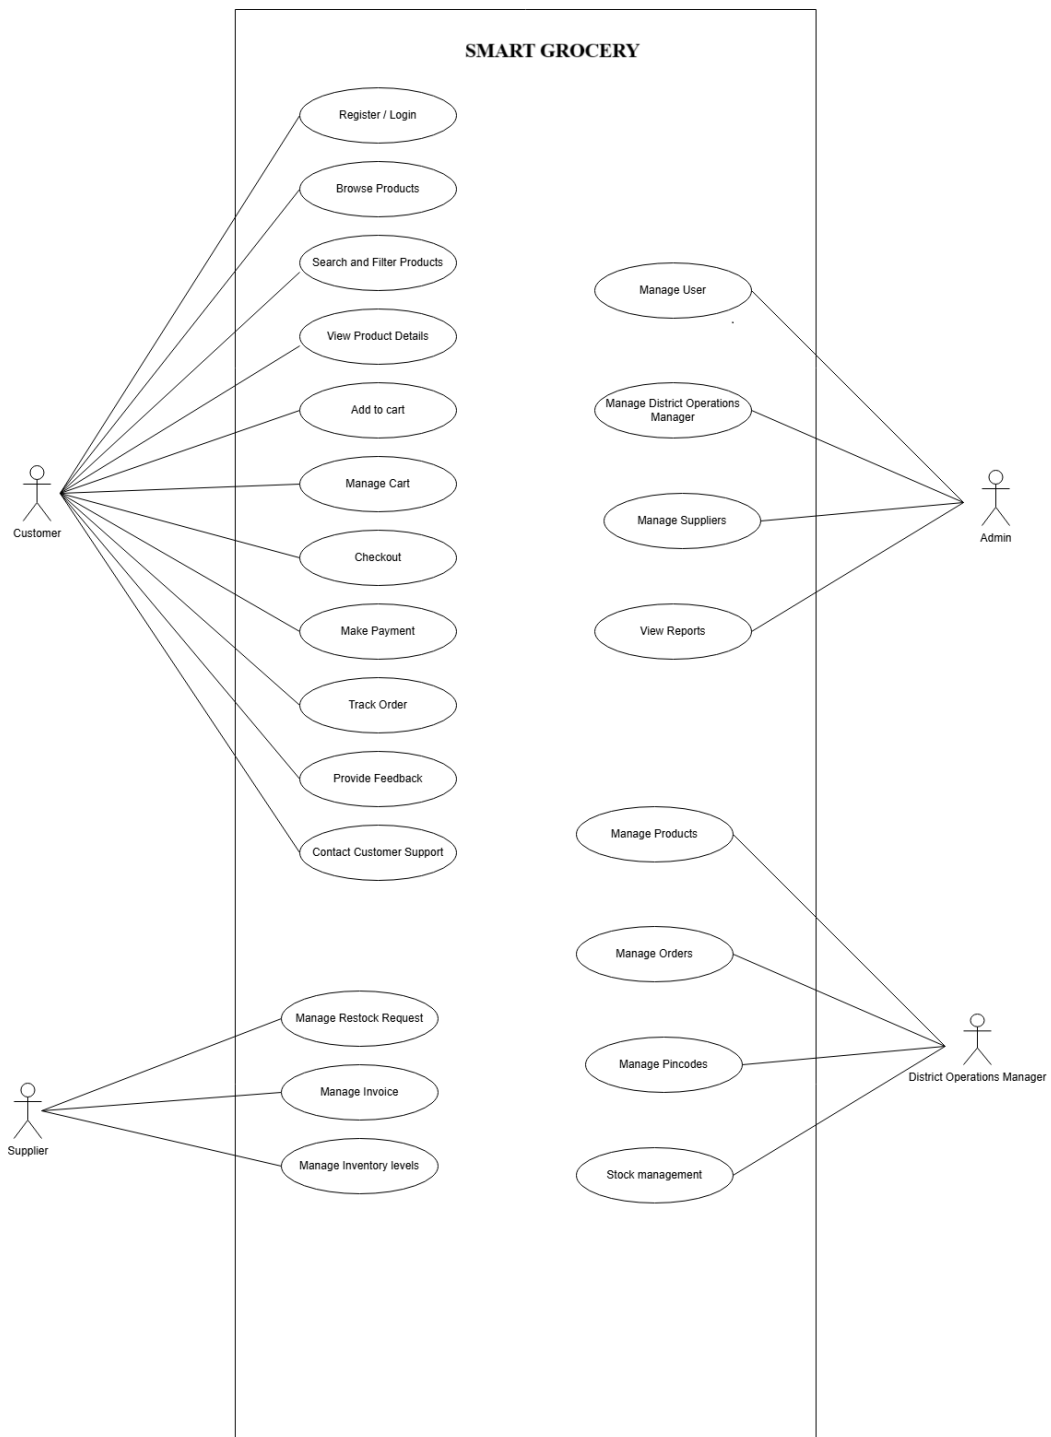 SMART GROCERY
Register / Login
Browse Products
Search and Filter Products
View Product Details
Add to cart
Manage Cart
Checkout
Make Payment
Track Order
Provide Feedback
Contact Customer Support
Customer
Manage User
Manage District Operations
Manager
Manage Suppliers
View Reports
Admin
Manage Restock Request
Manage Invoice
Manage Inventory levels
Supplier
Manage Products
Manage Orders
Manage Pincodes
Stock management
District Operations Manager